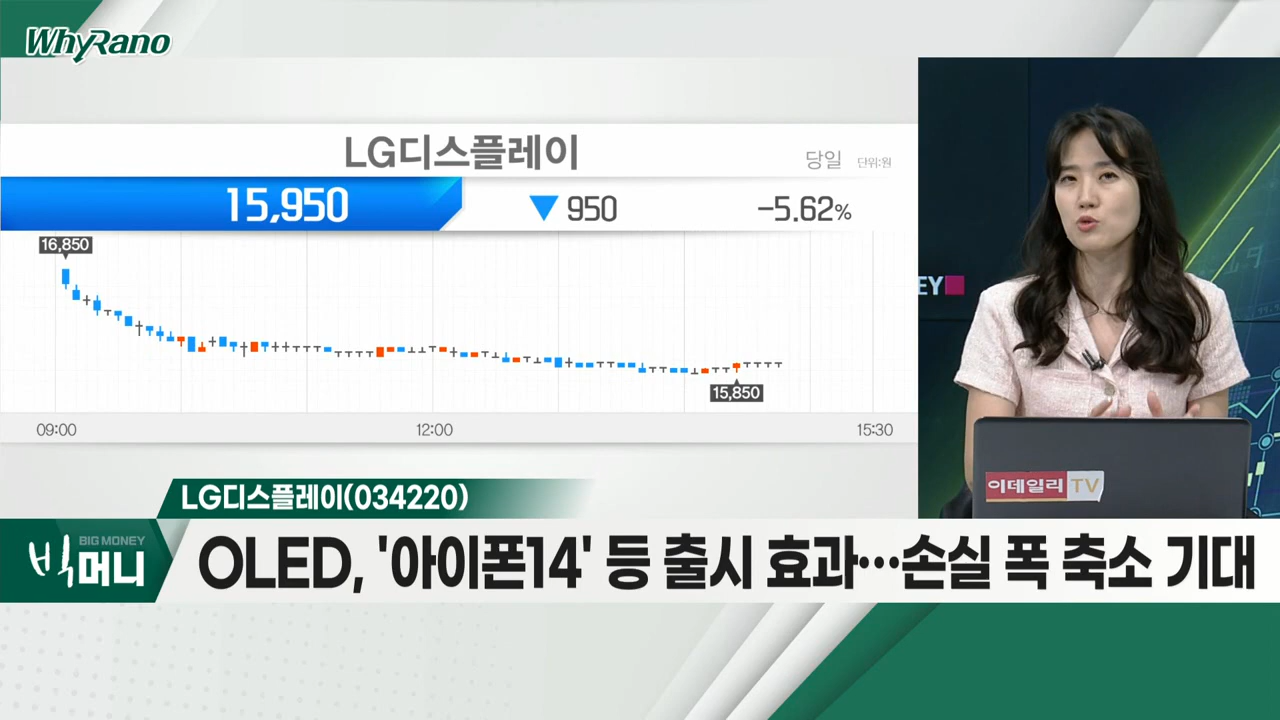 WhyRano
LG디스플레이
당일 단위:원
15,950 ▼ 950 -5.62%
16,850
15,850
09:00 12:00 15:30
EY
이데일리 TV
LG디스플레이(034220)
BIG MONEY
빅머니
OLED, '아이폰14' 등 출시 효과···손실 폭 축소 기대